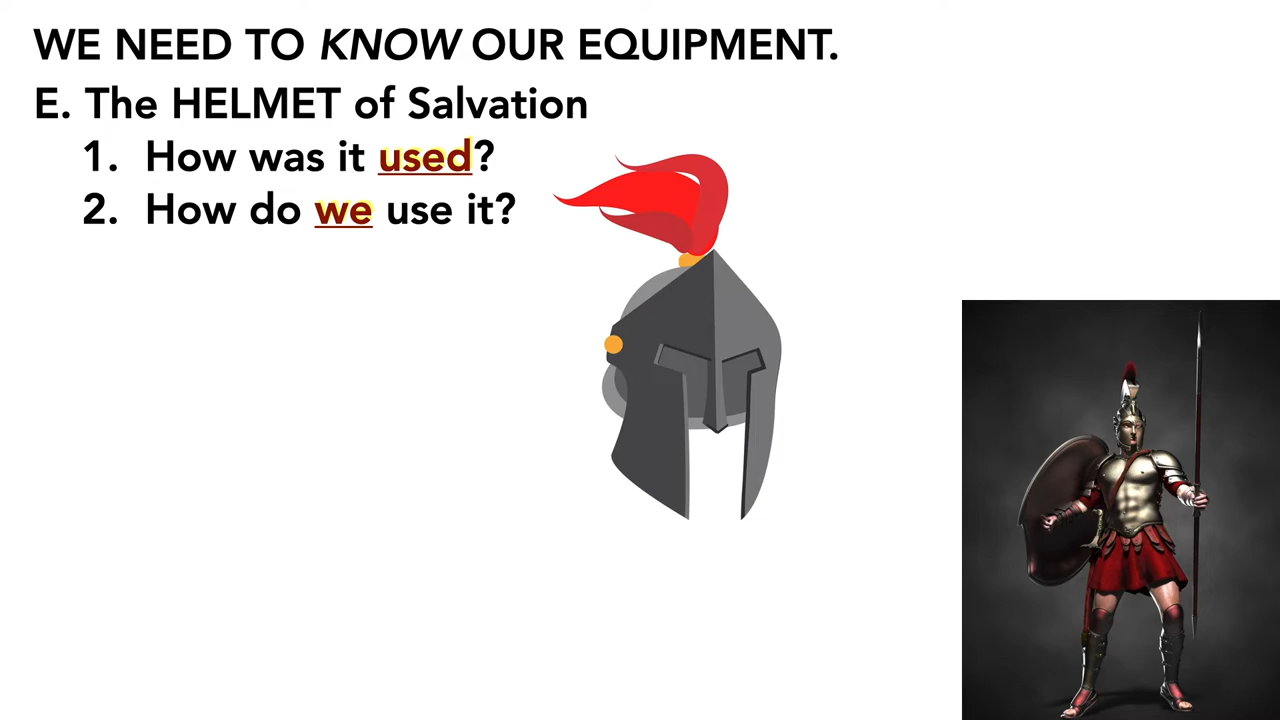 WE NEED TO KNOW OUR EQUIPMENT.
E. The HELMET of Salvation
1. How was it used?
2. How do we use it?